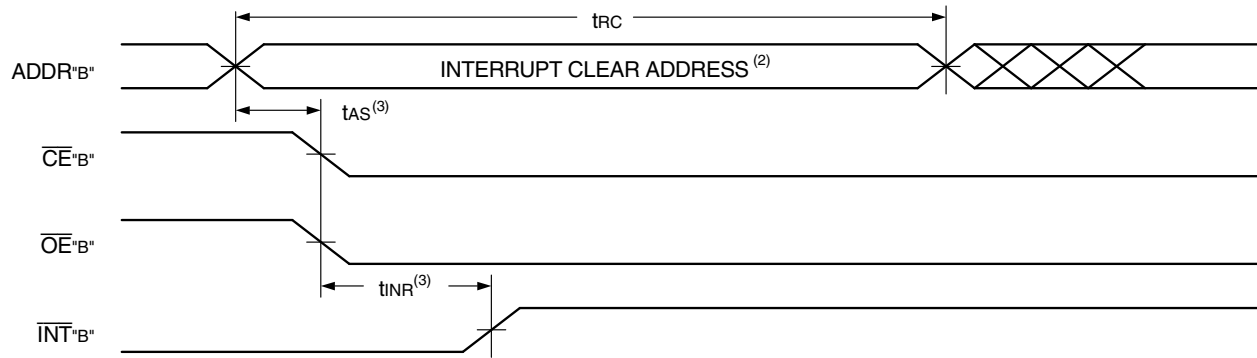 tRC
ADDR"B"
INTERRUPT CLEAR ADDRESS (2)
tAS(3)
CE"B"
OE"B"
tINR(3)
INT"B"